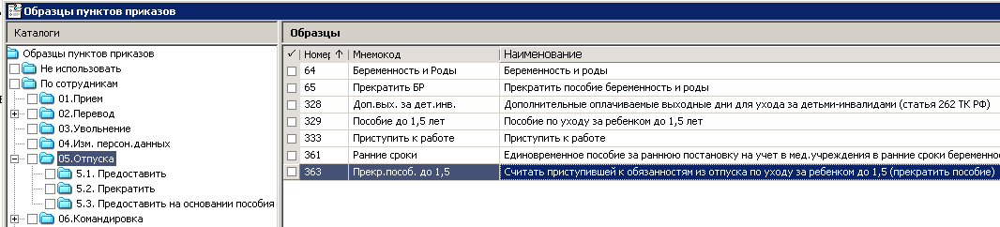 Образцы пунктов приказов
Каталоги
Образцы пунктов приказов
Не использовать
По сотрудникам
01.Прием
02.Перевод
03.Увольнение
04.Изм. персон.данных
05.Отпуска
5.1. Предоставить
5.2. Прекратить
5.3. Предоставить на основании пособия
06.Командировка
Образцы
Номер Мнемокод Наименование
64 Беременность и Роды Беременность и роды
65 Прекратить БР Прекратить пособие беременность и роды
328 Доп.вых. за дет.инв. Дополнительные оплачиваемые выходные дни для ухода за детьми-инвалидами (статья 262 ТК РФ)
329 Пособие до 1,5 лет Пособие по уходу за ребенком до 1,5 лет
333 Приступить к работе Приступить к работе
361 Ранние сроки Единовременное пособие за раннюю постановку на учет в мед.учреждения в ранние сроки беременно
363 Прекр.пособ. до 1,5 Считать приступившей к обязанностям из отпуска по уходу за ребенком до 1,5 (прекратить пособие)